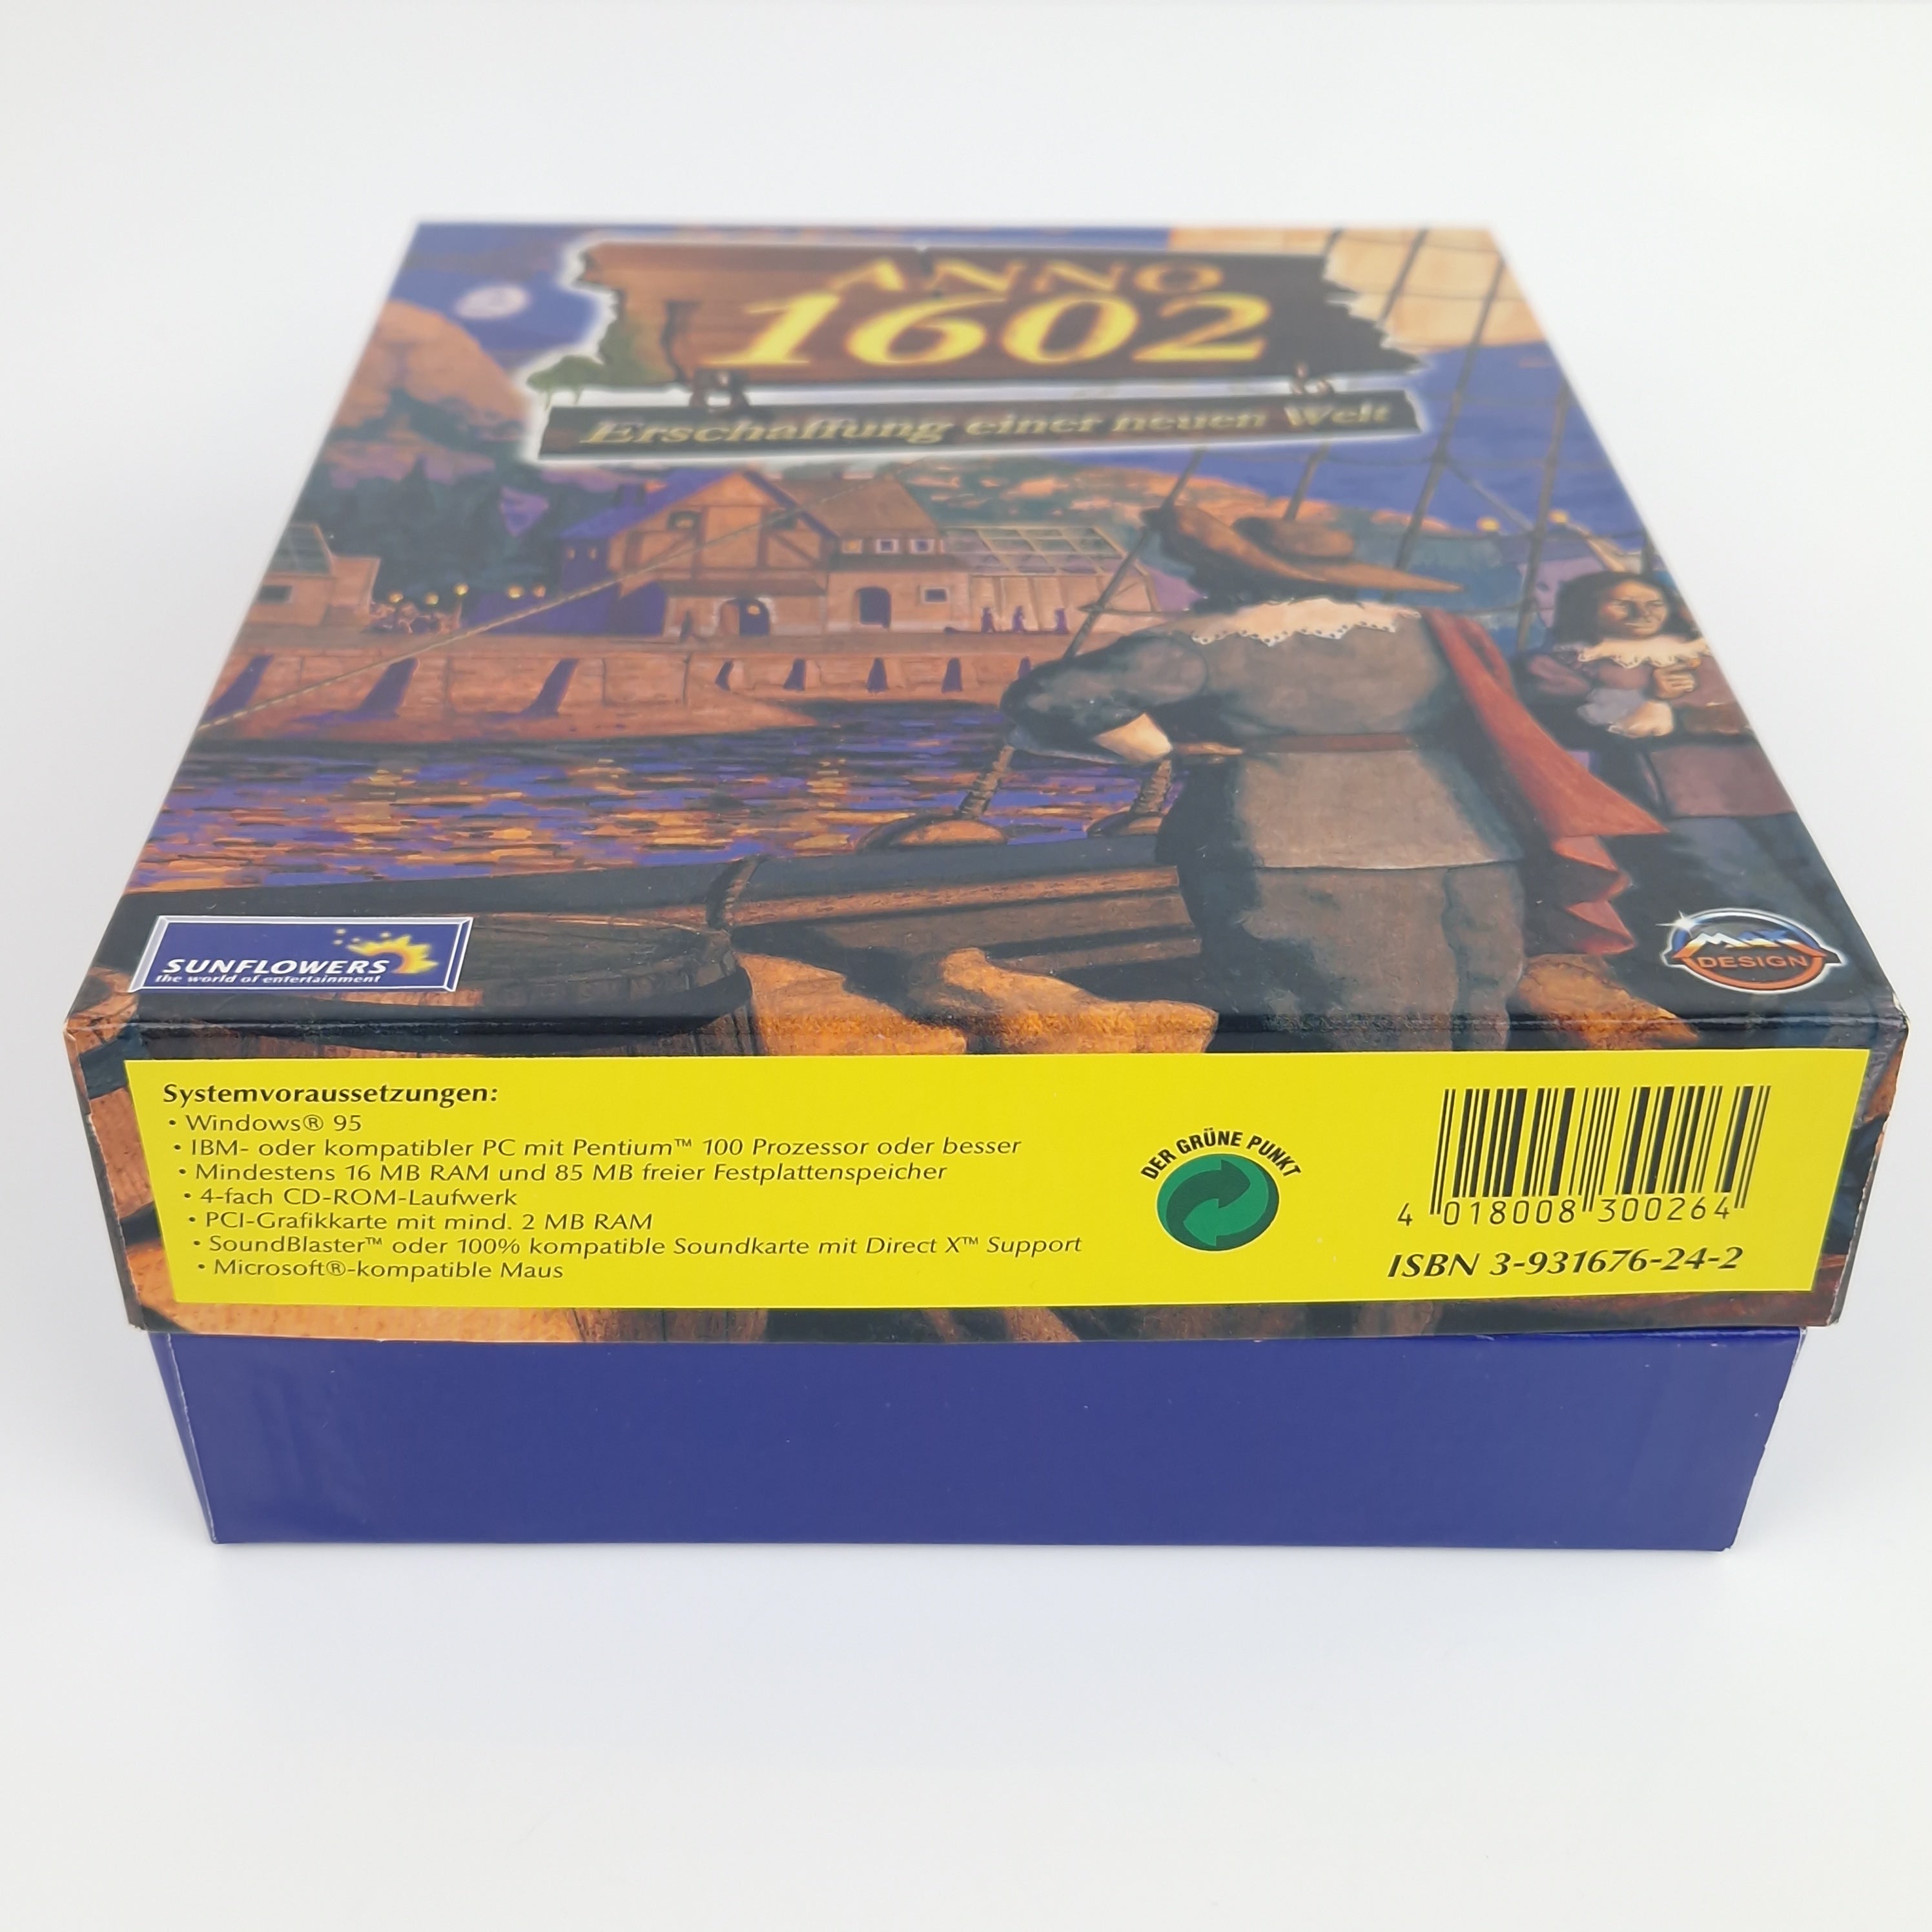 ANNO
1602
Erschaffung einer neuen Welt
SUNFLOWERS
the world of entertainment
MAX
DESIGN
Systemvoraussetzungen:
• Windows® 95
• IBM- oder kompatibler PC mit Pentium™ 100 Prozessor oder besser
• Mindestens 16 MB RAM und 85 MB freier Festplattenspeicher
• 4-fach CD-ROM-Laufwerk
• PCI-Grafikkarte mit mind. 2 MB RAM
• SoundBlaster™ oder 100% kompatible Soundkarte mit Direct X™ Support
• Microsoft®-kompatible Maus
DER GRÜNE PUNKT
4 018008 300264
ISBN 3-931676-24-2